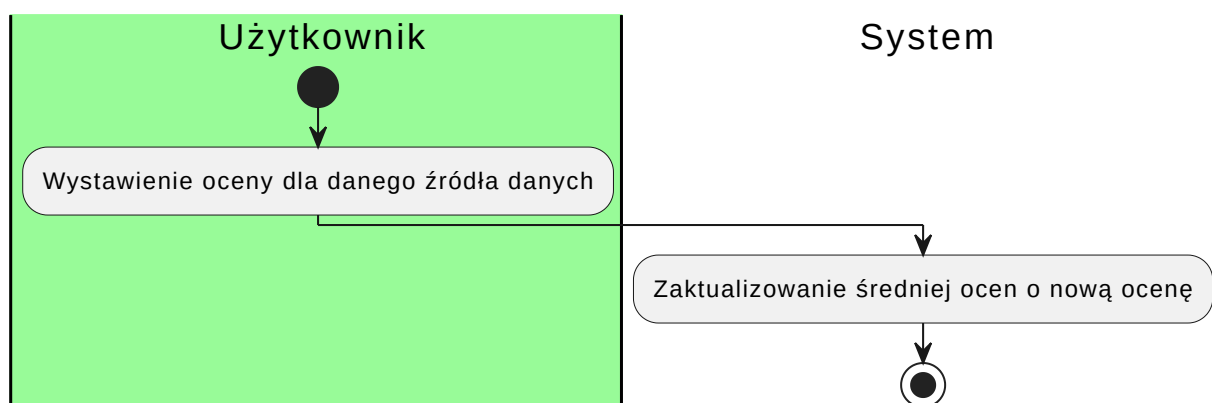 Użytkownik
System
Wystawienie oceny dla danego źródła danych
Zaktualizowanie średniej ocen o nową ocenę